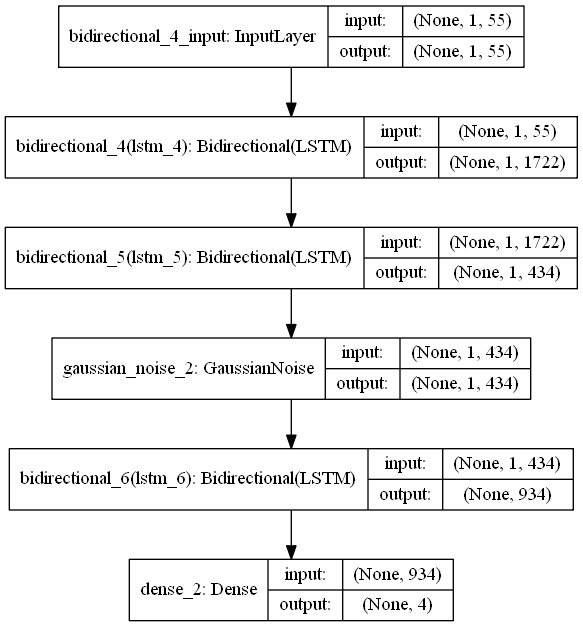 bidirectional_4_input: InputLayer
input: (None, 1, 55)
output: (None, 1, 55)
bidirectional_4(lstm_4): Bidirectional(LSTM)
input: (None, 1, 55)
output: (None, 1, 1722)
bidirectional_5(lstm_5): Bidirectional(LSTM)
input: (None, 1, 1722)
output: (None, 1, 434)
gaussian_noise_2: GaussianNoise
input: (None, 1, 434)
output: (None, 1, 434)
bidirectional_6(lstm_6): Bidirectional(LSTM)
input: (None, 1, 434)
output: (None, 934)
dense_2: Dense
input: (None, 934)
output: (None, 4)